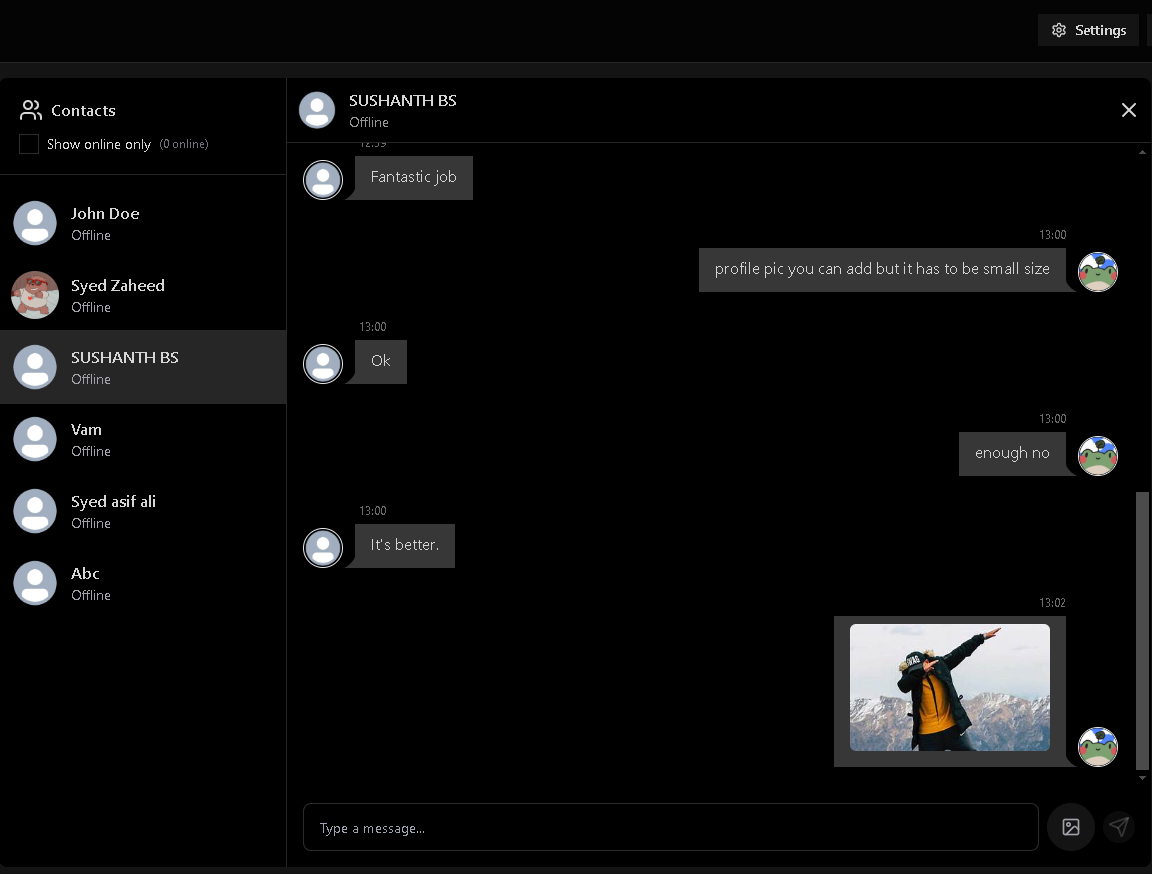 Settings
Contacts
Show online only (0 online)
John Doe
Offline
Syed Zaheed
Offline
SUSHANTH BS
Offline
Vam
Offline
Syed asif ali
Offline
Abc
Offline
SUSHANTH BS
Offline
12:59
Fantastic job
13:00
profile pic you can add but it has to be small size
13:00
Ok
13:00
enough no
13:00
It's better.
13:02
SWAG
Type a message...